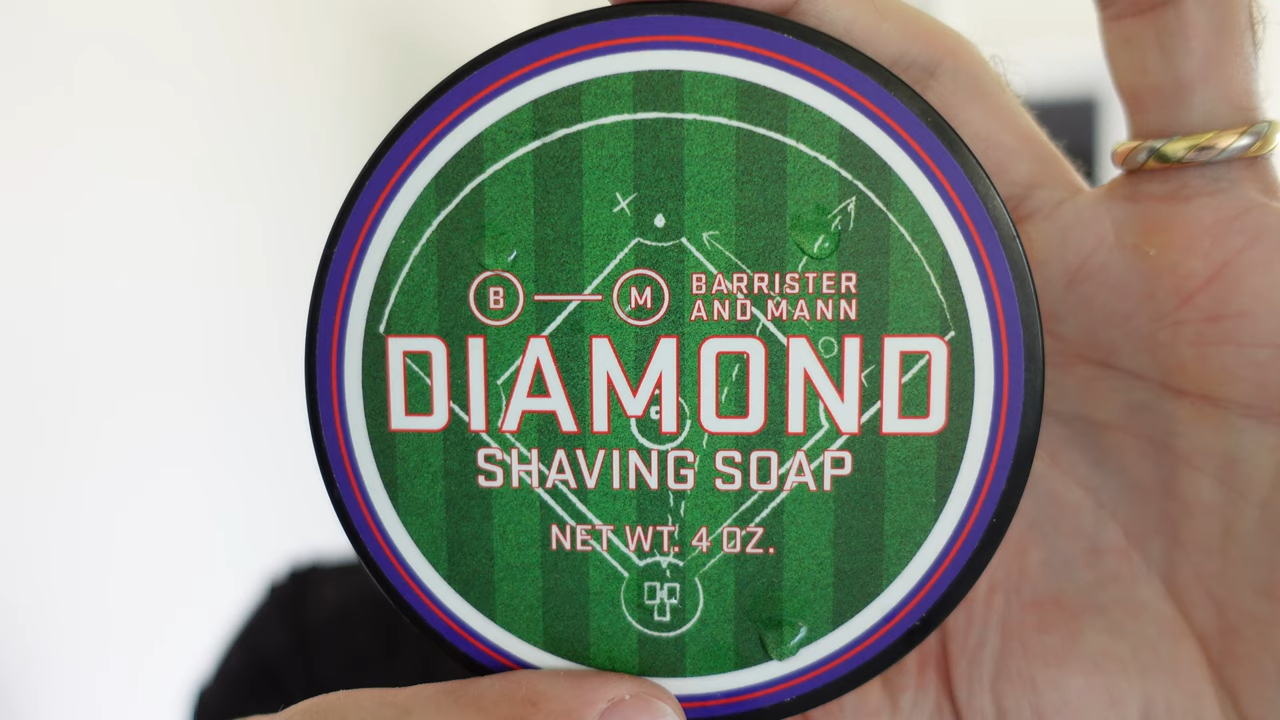 B M BARRISTER
AND MANN
DIAMOND
SHAVING SOAP
NET WT. 4 OZ.